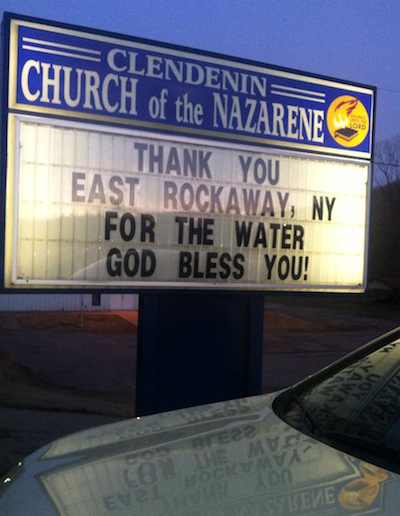 CLENDENIN
CHURCH of the NAZARENE
THANK YOU
EAST ROCKAWAY, NY
FOR THE WATER
GOD BLESS YOU!